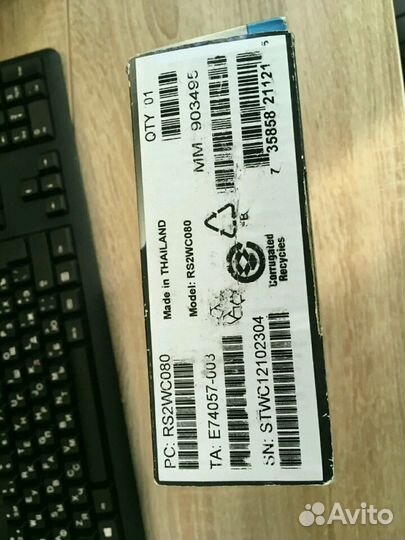 PC: RS2WC080
Made in THAILAND
QTY 01
TA: E74057-003
Model: RS2WC080
MM 903495
SN: STWC12102304
Corrugated
Recycles
7 35858 21121 5
Avito